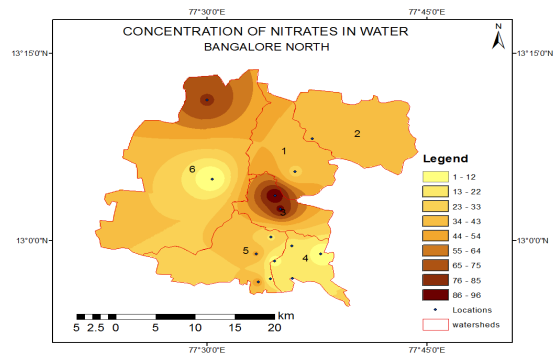 CONCENTRATION OF NITRATES IN WATER
BANGALORE NORTH
77°30'0"E
77°45'0"E
N
13°15'0"N
13°15'0"N
2
1
6
3
Legend
1 - 12
13 - 22
23 - 33
34 - 43
44 - 54
55 - 64
65 - 75
76 - 85
86 - 96
Locations
watersheds
13°0'0"N
13°0'0"N
5
4
5 2.5 0 5 10 15 20
KM
77°30'0"E
77°45'0"E